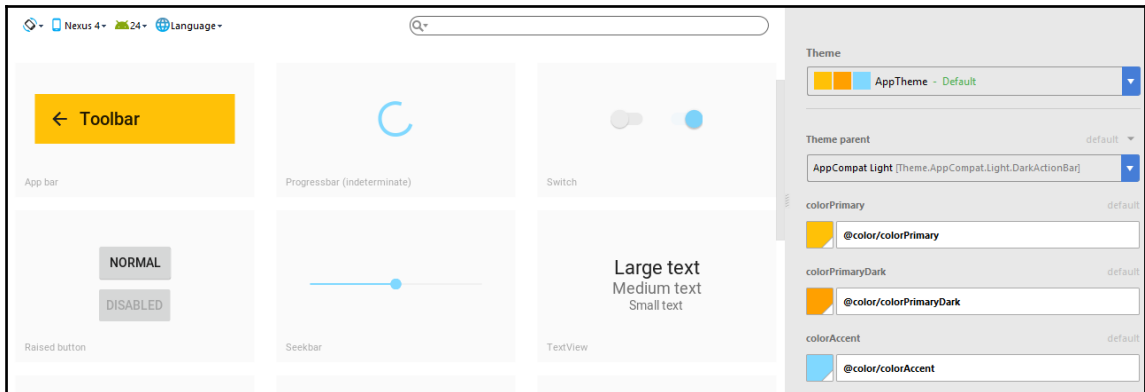 Nexus 4 24 Language
Toolbar
App bar
Progressbar (indeterminate)
Switch
NORMAL
DISABLED
Raised button
Seekbar
Large text
Medium text
Small text
TextView
Theme
AppTheme - Default
Theme parent default
AppCompat Light [Theme.AppCompat.Light.DarkActionBar]
colorPrimary default
@color/colorPrimary
colorPrimaryDark default
@color/colorPrimaryDark
colorAccent default
@color/colorAccent